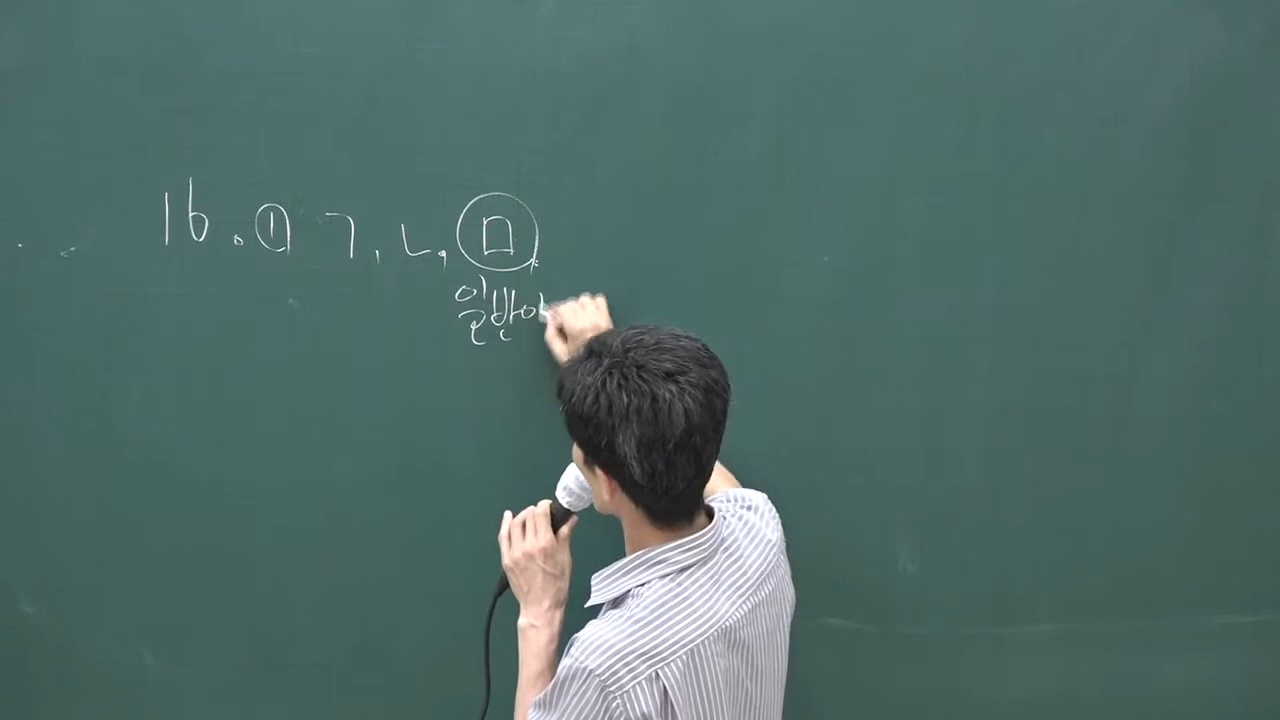 16. ① ㄱ, ㄴ, ㅁ
일반